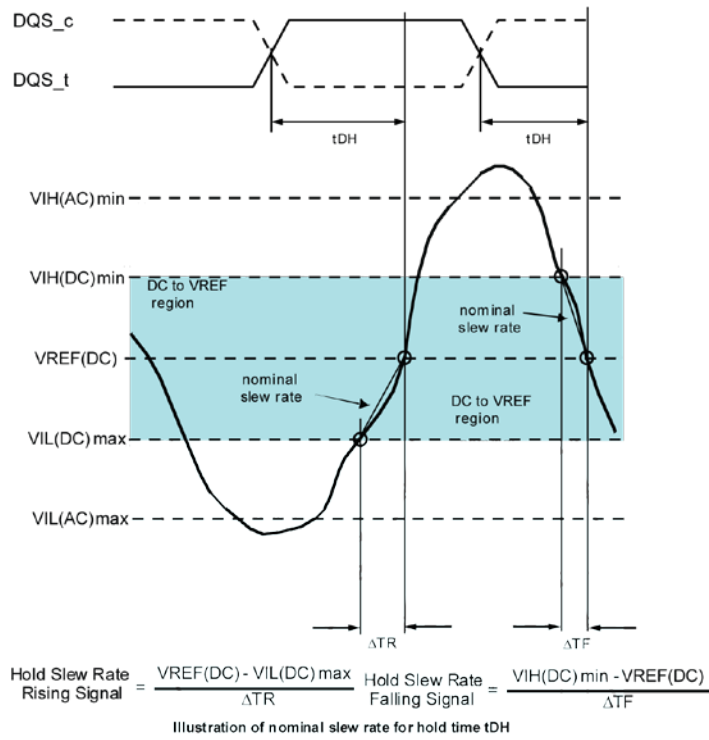 DQS_c
DQS_t
tDH
tDH
VIH(AC)min
VIH(DC)min
DC to VREF
region
nominal
slew rate
VREF(DC)
nominal
slew rate
DC to VREF
region
VIL(DC)max
VIL(AC)max
ΔTR
ΔTF
Hold Slew Rate
Rising Signal
=
VREF(DC) - VIL(DC)max
ΔTR
Hold Slew Rate
Falling Signal
=
VIH(DC)min -VREF(DC)
ΔTF
Illustration of nominal slew rate for hold time tDH